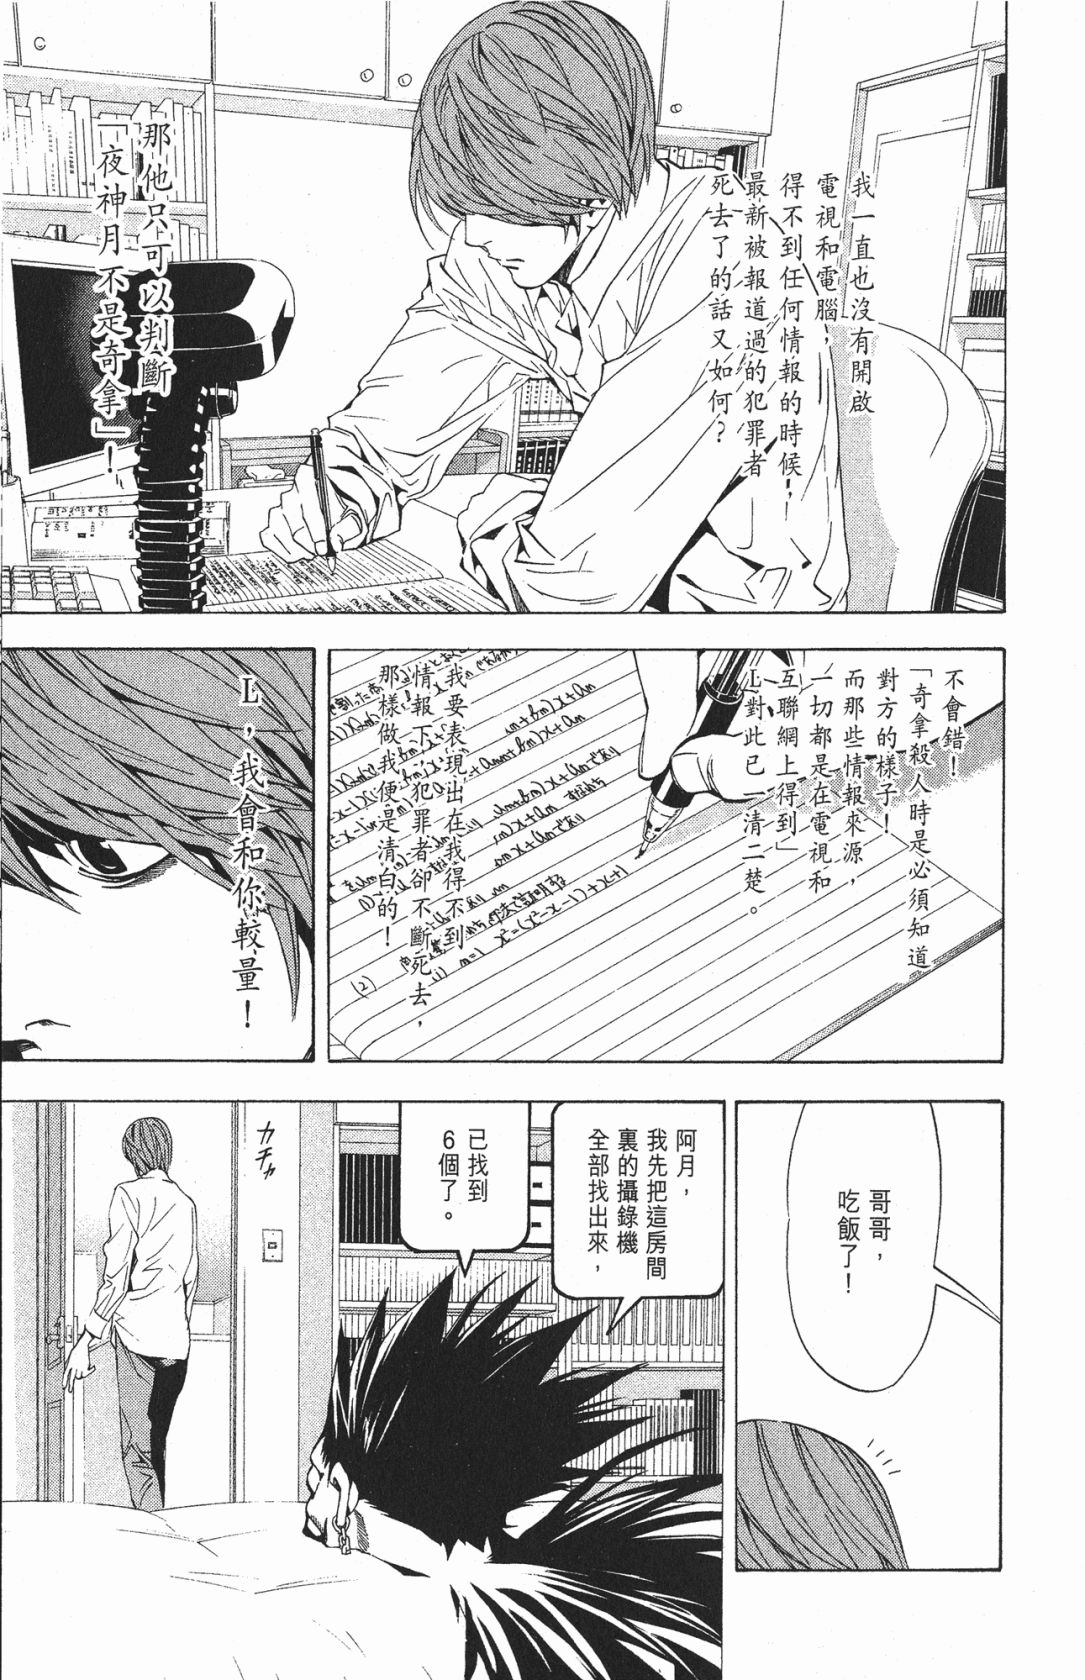 我一直也沒有開啟
電視和電腦，
得不到任何情報的時候，
最新被報道過的犯罪者
死去了的話又如何？
那他只可以判斷
「夜神月不是奇拿」！
不會錯！
「奇拿殺人時是必須知道
對方的樣子！
而那些情報來源，
一切都是在電視和
互聯網上得到」
L對此已一清二楚。
我要表現出在我得不到
情報下，犯罪者卻不斷死去，
那樣做我便是清白的！
(2)
x²=(x²-x-1)+x+1
L，我會和你較量！
哥哥，
吃飯了！
阿月，
我先把這房間
裏的攝錄機
全部找出來，
已找到
6個了。
カチャ